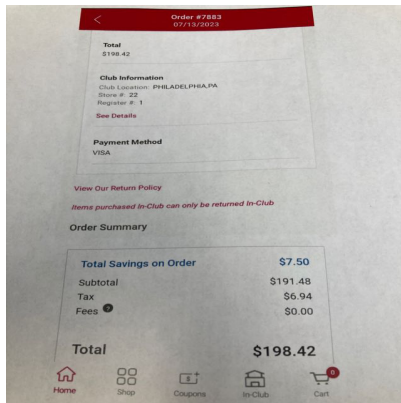 Order #7883
07/13/2023
Total
$198.42
Club Information
Club Location: PHILADELPHIA,PA
Store #: 22
Register #: 1
See Details
Payment Method
VISA
View Our Return Policy
Items purchased In-Club can only be returned In-Club
Order Summary
Total Savings on Order $7.50
Subtotal $191.48
Tax $6.94
Fees ? $0.00
Total $198.42
0
Home Shop Coupons In-Club Cart